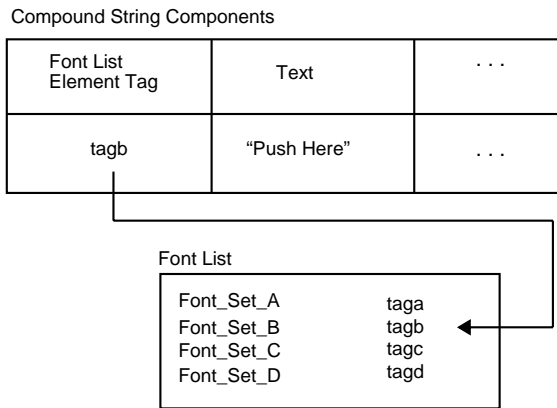 Compound String Components
Font List
Element Tag
Text
. . .
tagb
“Push Here”
. . .
Font List
Font_Set_A taga
Font_Set_B tagb
Font_Set_C tagc
Font_Set_D tagd